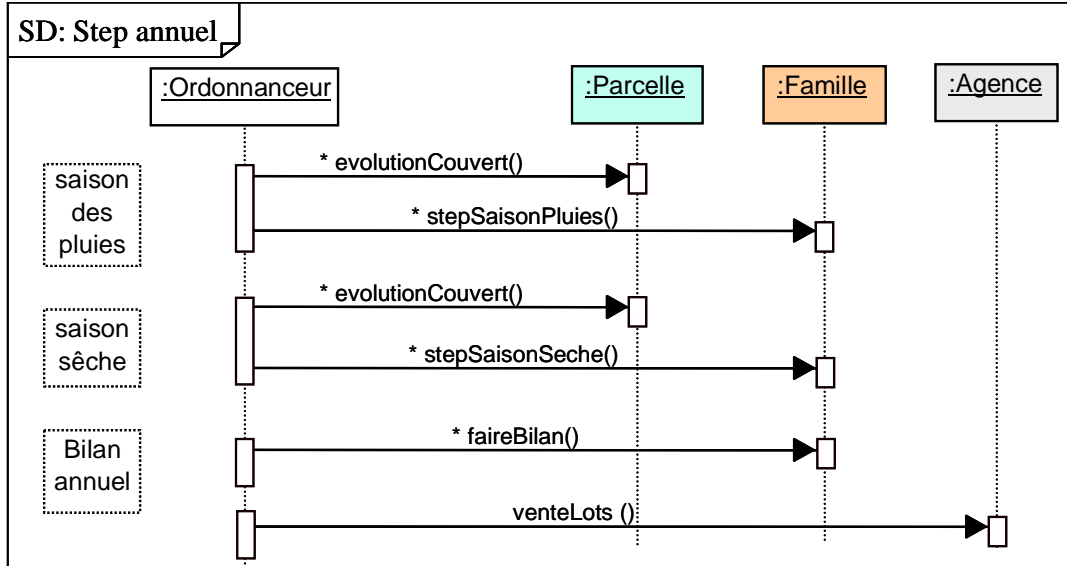 SD: Step annuel
:Ordonnanceur
:Parcelle
:Famille
:Agence
saison
des
pluies
* evolutionCouvert()
* stepSaisonPluies()
saison
sêche
* evolutionCouvert()
* stepSaisonSeche()
Bilan
annuel
* faireBilan()
venteLots ()